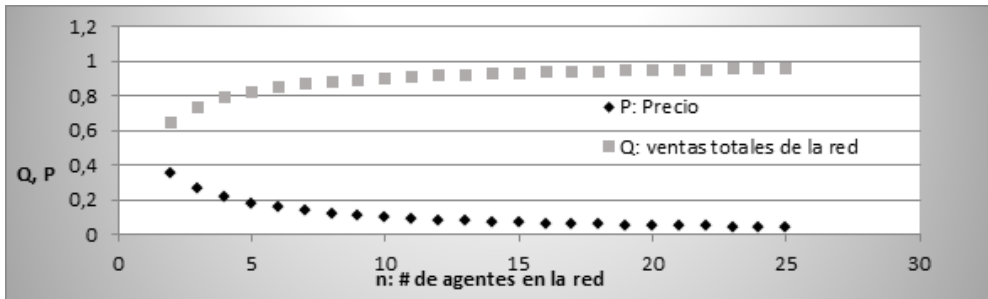 1,2
1
0,8
0,6
0,4
0,2
0
Q, P
P: Precio
Q: ventas totales de la red
0 5 10 15 20 25 30
n: # de agentes en la red